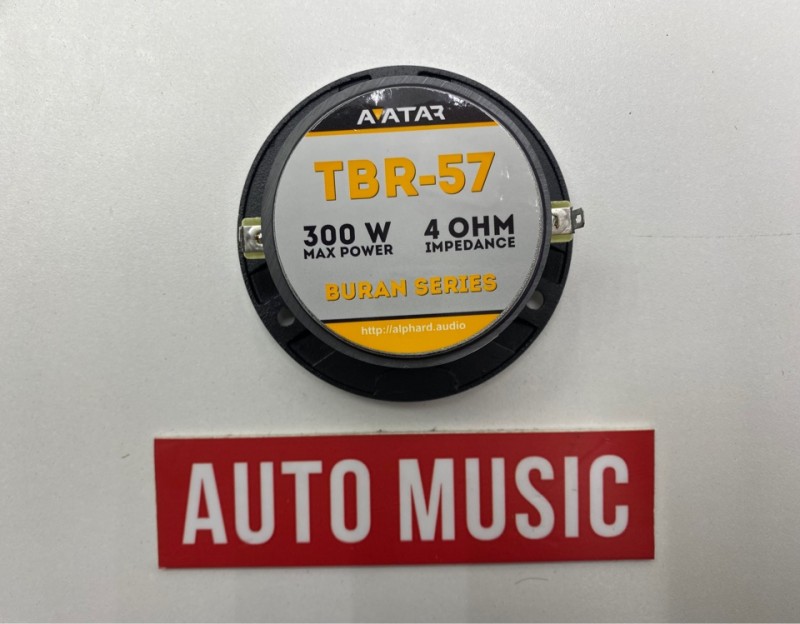 AVATAR
TBR-57
300 W 4 OHM
MAX POWER IMPEDANCE
BURAN SERIES
http://alphard.audio
AUTO MUSIC